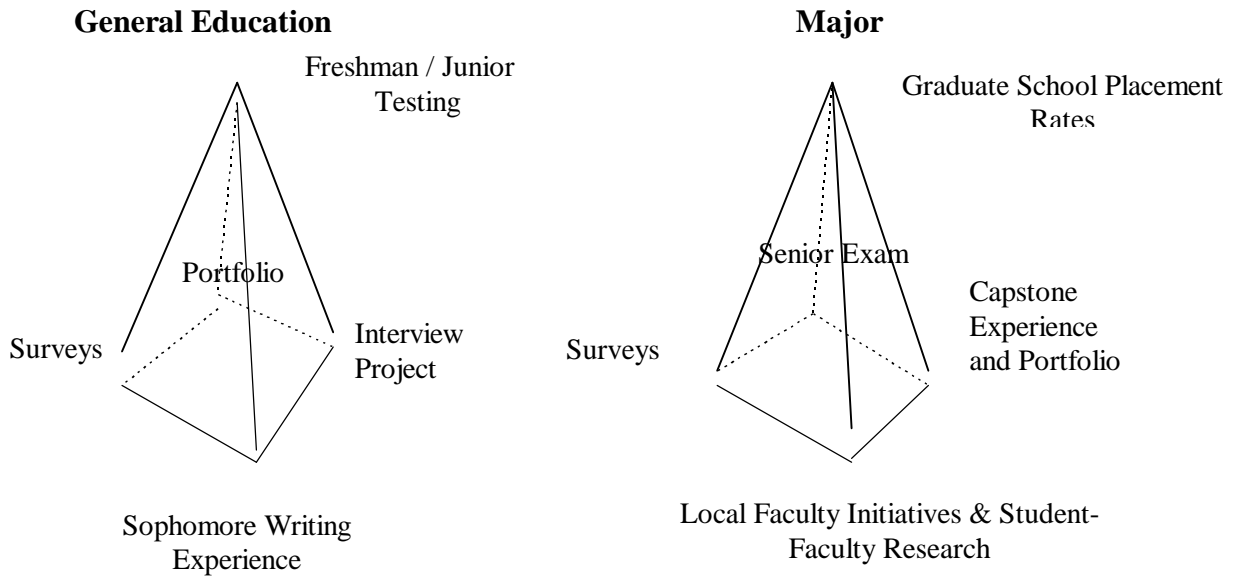 General Education
Freshman / Junior
Testing
Portfolio
Surveys
Interview
Project
Sophomore Writing
Experience
Major
Graduate School Placement
Rates
Senior Exam
Surveys
Capstone
Experience
and Portfolio
Local Faculty Initiatives & Student-
Faculty Research